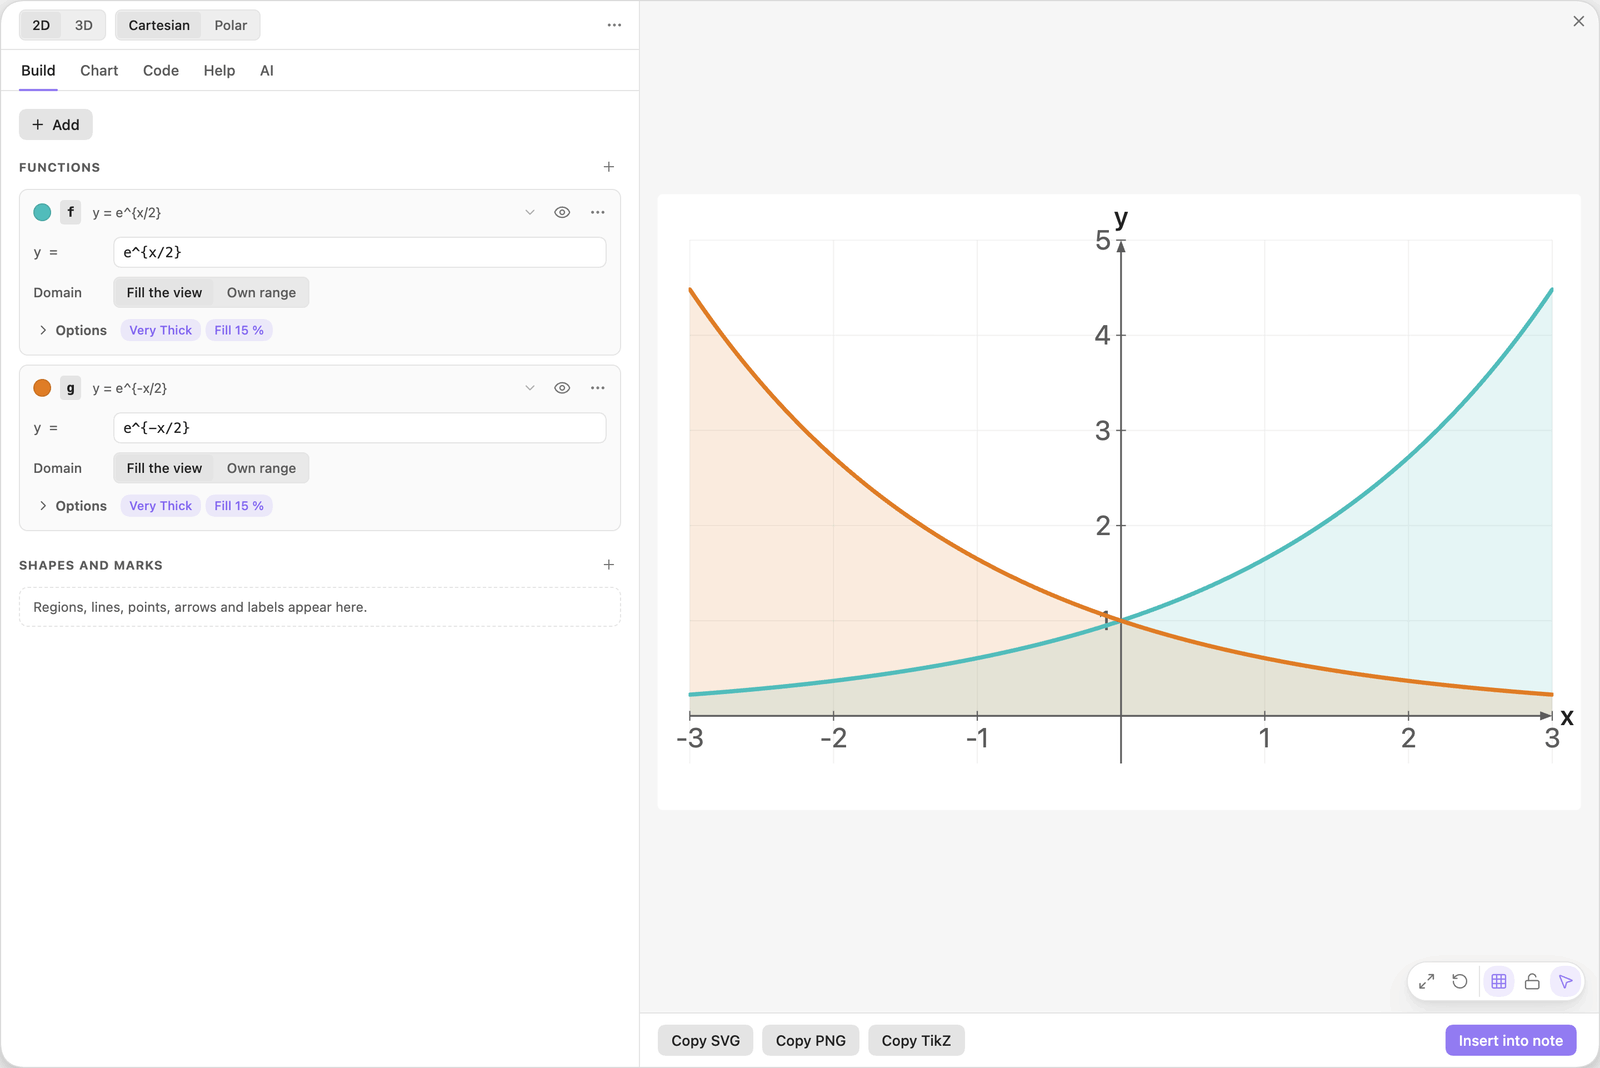 2D 3D Cartesian Polar
Build Chart Code Help AI
+ Add
FUNCTIONS
f y = e^{x/2}
y = e^{x/2}
Domain Fill the view Own range
Options Very Thick Fill 15 %
g y = e^{-x/2}
y = e^{-x/2}
Domain Fill the view Own range
Options Very Thick Fill 15 %
SHAPES AND MARKS
Regions, lines, points, arrows and labels appear here.
y
5
4
3
2
1
x
-3 -2 -1 1 2 3
Copy SVG Copy PNG Copy TikZ Insert into note